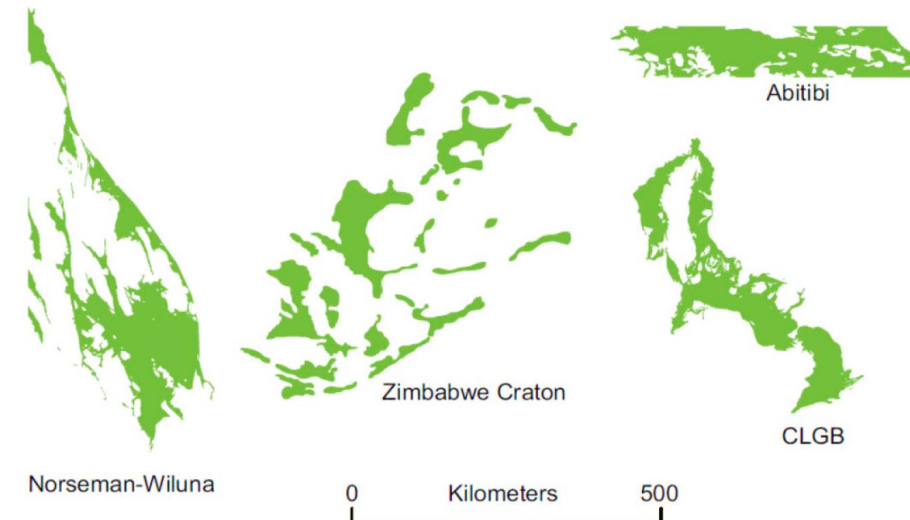 Abitibi
Zimbabwe Craton
CLGB
Norseman-Wiluna
0 Kilometers 500